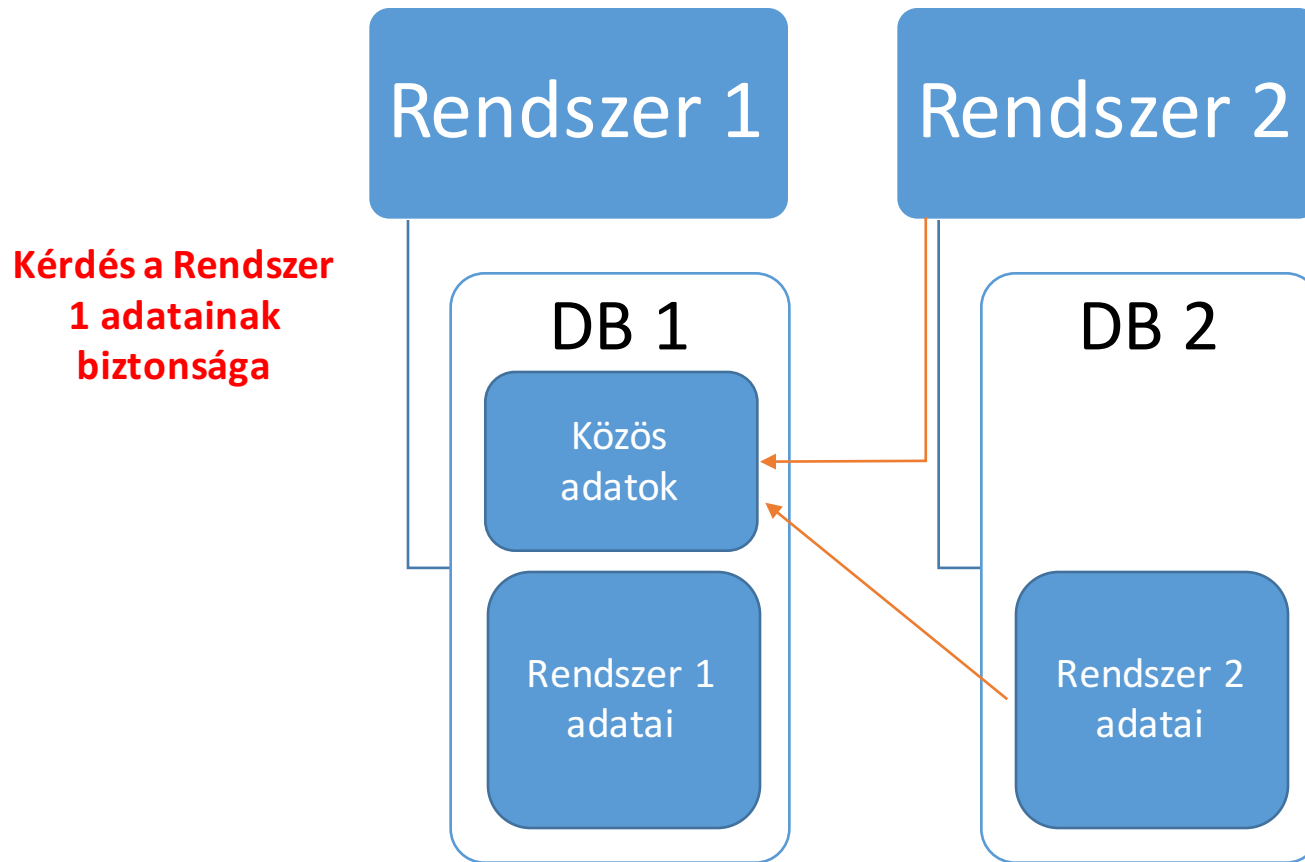 Rendszer 1
Rendszer 2
Kérdés a Rendszer
1 adatainak
biztonsága
DB 1
DB 2
Közös
adatok
Rendszer 1
adatai
Rendszer 2
adatai